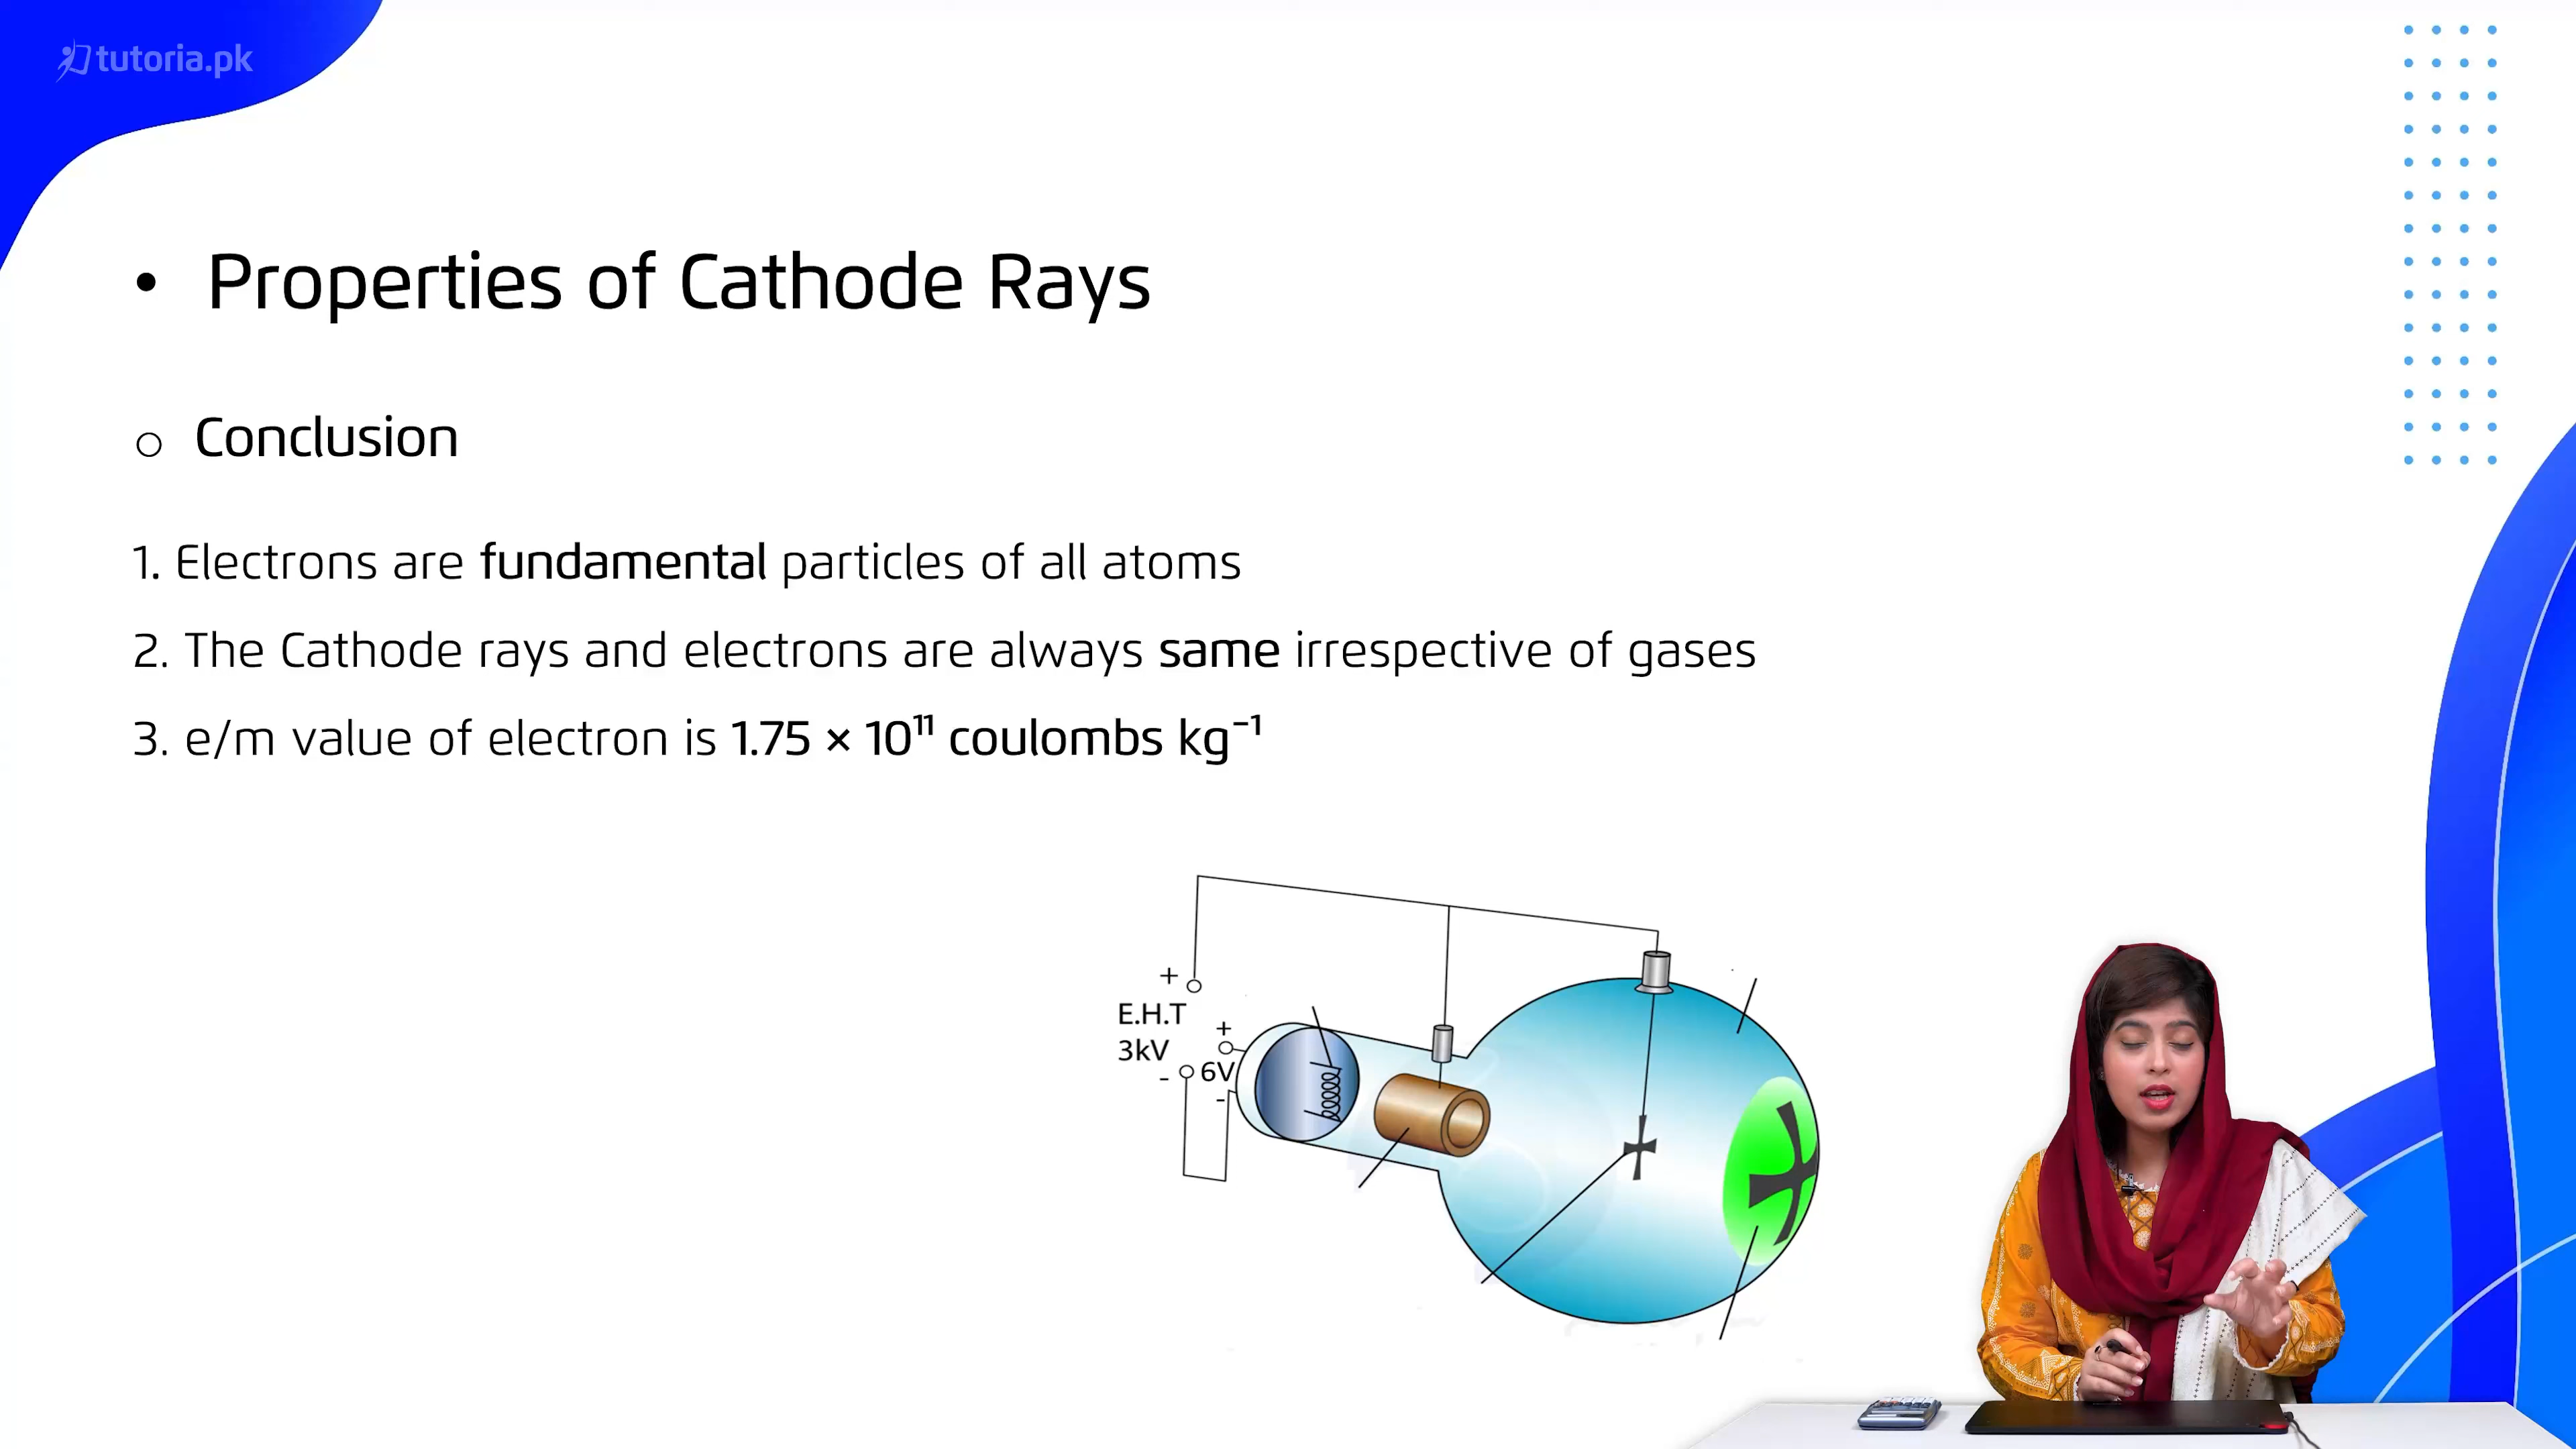 tutoria.pk
• Properties of Cathode Rays
○ Conclusion
1. Electrons are fundamental particles of all atoms
2. The Cathode rays and electrons are always same irrespective of gases
3. e/m value of electron is 1.75 × 10¹¹ coulombs kg⁻¹
+
E.H.T
3kV
-
+
6V
-